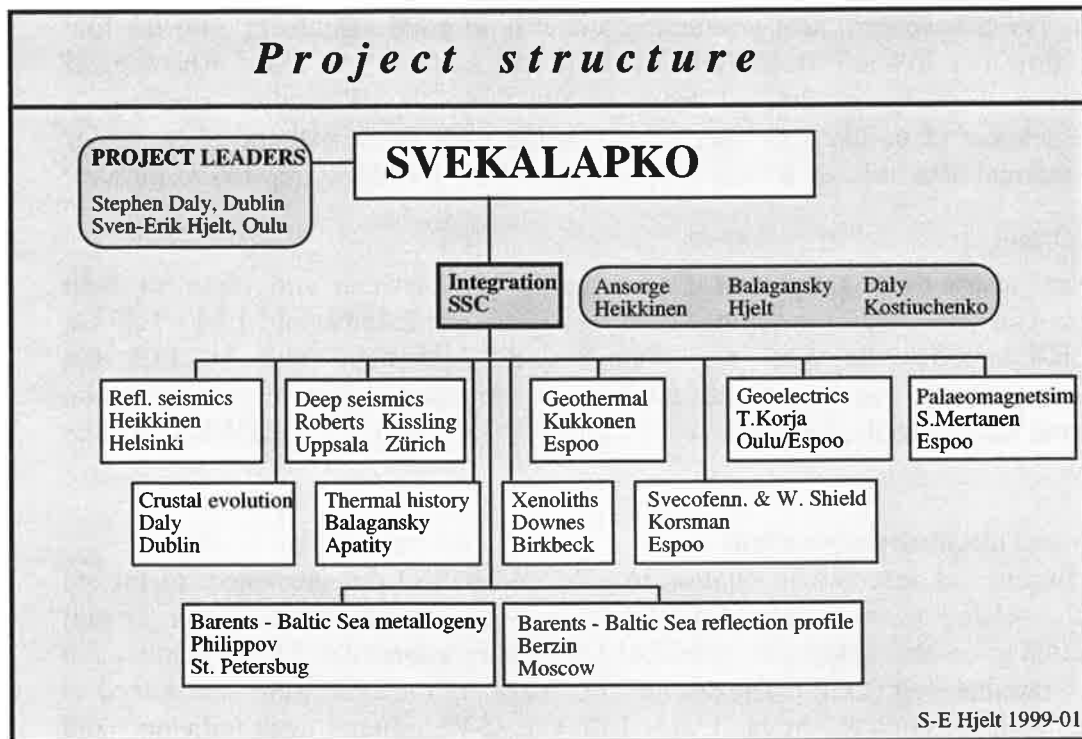 Project structure
PROJECT LEADERS
Stephen Daly, Dublin
Sven-Erik Hjelt, Oulu
SVEKALAPKO
Integration
SSC
Ansorge Balagansky Daly
Heikkinen Hjelt Kostiuchenko
Refl. seismics
Heikkinen
Helsinki
Deep seismics
Roberts Kissling
Uppsala Zürich
Geothermal
Kukkonen
Espoo
Geoelectrics
T.Korja
Oulu/Espoo
Palaeomagnetsim
S.Mertanen
Espoo
Crustal evolution
Daly
Dublin
Thermal history
Balagansky
Apatity
Xenoliths
Downes
Birkbeck
Svecofenn. & W. Shield
Korsman
Espoo
Barents - Baltic Sea metallogeny
Philippov
St. Petersbug
Barents - Baltic Sea reflection profile
Berzin
Moscow
S-E Hjelt 1999-01